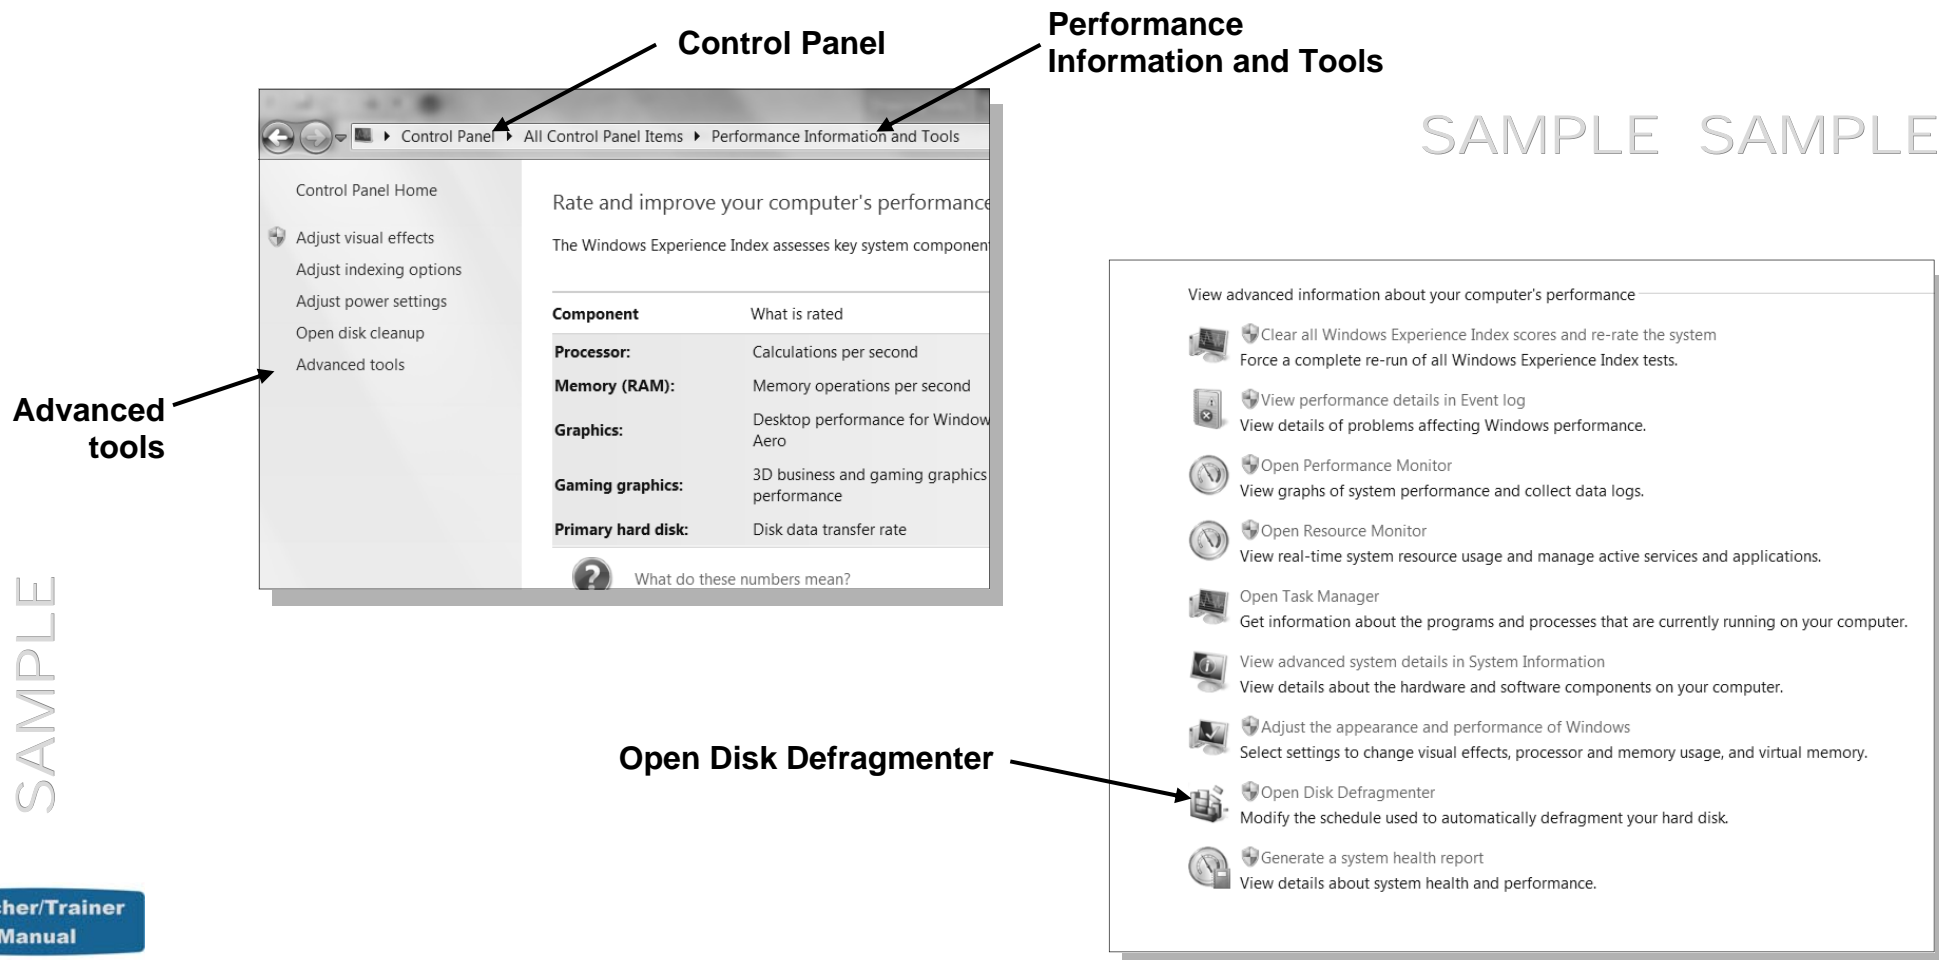 Control Panel
Performance
Information and Tools
SAMPLE SAMPLE
Control Panel All Control Panel Items Performance Information and Tools
Control Panel Home
Adjust visual effects
Adjust indexing options
Adjust power settings
Open disk cleanup
Advanced tools
Advanced
tools
Rate and improve your computer's performance
The Windows Experience Index assesses key system componen
Component What is rated
Processor: Calculations per second
Memory (RAM): Memory operations per second
Graphics: Desktop performance for Window
Aero
Gaming graphics: 3D business and gaming graphics
performance
Primary hard disk: Disk data transfer rate
What do these numbers mean?
View advanced information about your computer's performance
Clear all Windows Experience Index scores and re-rate the system
Force a complete re-run of all Windows Experience Index tests.
View performance details in Event log
View details of problems affecting Windows performance.
Open Performance Monitor
View graphs of system performance and collect data logs.
Open Resource Monitor
View real-time system resource usage and manage active services and applications.
Open Task Manager
Get information about the programs and processes that are currently running on your computer.
View advanced system details in System Information
View details about the hardware and software components on your computer.
Adjust the appearance and performance of Windows
Select settings to change visual effects, processor and memory usage, and virtual memory.
Open Disk Defragmenter
Modify the schedule used to automatically defragment your hard disk.
Generate a system health report
View details about system health and performance.
Open Disk Defragmenter
SAMPLE
cher/Trainer
Manual